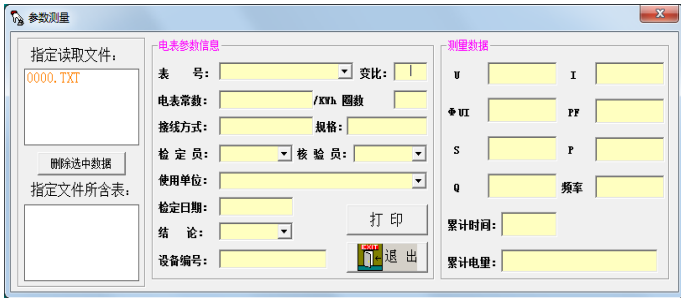 参数测量
指定读取文件：
0000.TXT
删除选中数据
指定文件所含表：
电表参数信息
表 号： 变比：
电表常数： /KWh 圈数
接线方式： 规格：
检 定 员： 核 验 员：
使用单位：
检定日期：
结 论：
打 印
设备编号：
EXIT 退 出
测量数据
U I
ΦUI PF
S P
Q 频率
累计时间：
累计电量：